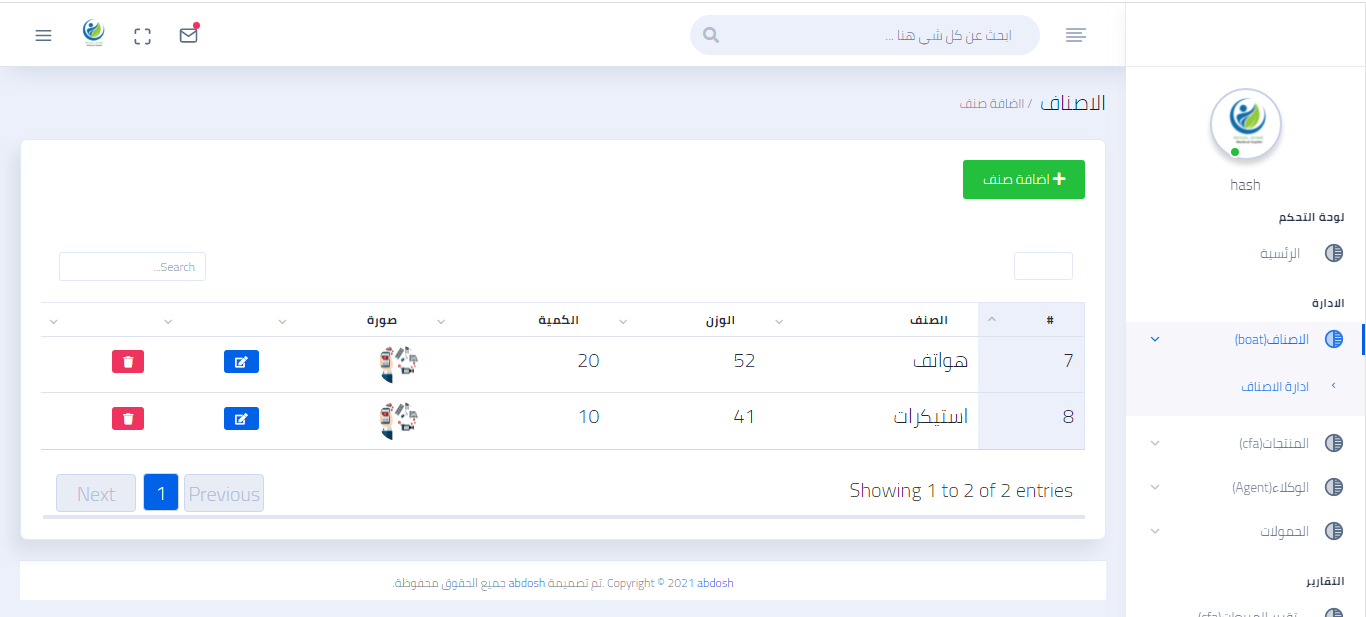 ابحث عن كل شي هنا ...
hash
لوحة التحكم
الرئسية
الادارة
الاصناف(boat)
ادارة الاصناف
المنتجات(cfa)
الوكلاء(Agent)
الحمولات
التقارير
الاصناف / ااضافة صنف
اضافة صنف
Search...
# الصنف الوزن الكمية صورة
7 هواتف 52 20
8 استيكرات 41 10
Showing 1 to 2 of 2 entries
Previous 1 Next
Copyright © 2021 abdosh .تم تصميمة abdosh جميع الحقوق محفوظة.